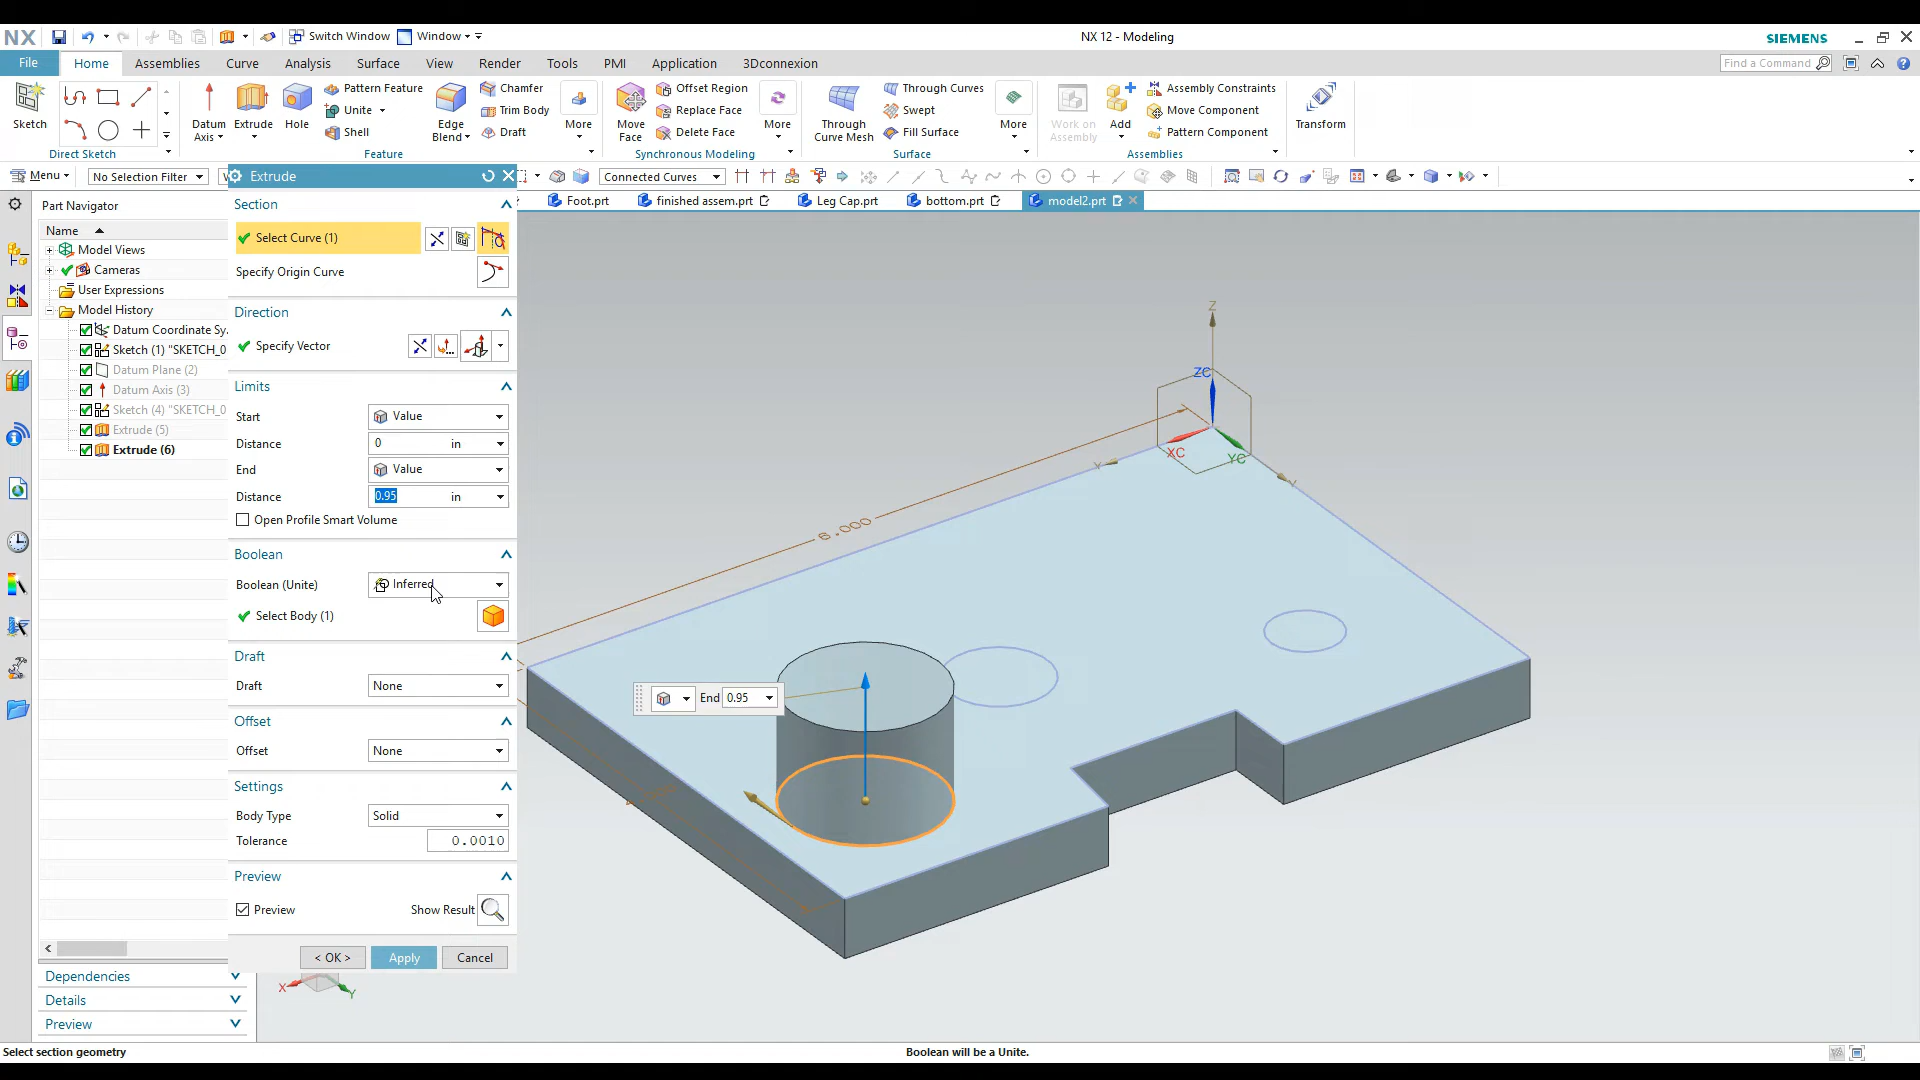 NX
Switch Window
Window
NX 12 - Modeling
SIEMENS
File
Home
Assemblies
Curve
Analysis
Surface
View
Render
Tools
PMI
Application
3Dconnexion
Find a Command
Sketch
Direct Sketch
Datum
Axis
Extrude
Hole
Pattern Feature
Unite
Shell
Edge
Blend
Chamfer
Trim Body
Draft
More
Feature
Move
Face
Offset Region
Replace Face
Delete Face
More
Synchronous Modeling
Through
Curve Mesh
Through Curves
Swept
Fill Surface
More
Surface
Work on
Assembly
Add
Assembly Constraints
Move Component
Pattern Component
Assemblies
Transform
Menu
No Selection Filter
Connected Curves
Foot.prt
finished assem.prt
Leg Cap.prt
bottom.prt
model2.prt
Part Navigator
Name
Model Views
Cameras
User Expressions
Model History
Datum Coordinate Sy.
Sketch (1) "SKETCH_0
Datum Plane (2)
Datum Axis (3)
Sketch (4) "SKETCH_0
Extrude (5)
Extrude (6)
Dependencies
Details
Preview
Extrude
Section
Select Curve (1)
Specify Origin Curve
Direction
Specify Vector
Limits
Start
Value
Distance
0 in
End
Value
Distance
0.95 in
Open Profile Smart Volume
Boolean
Boolean (Unite)
Inferred
Select Body (1)
Draft
Draft
None
Offset
Offset
None
Settings
Body Type
Solid
Tolerance
0.0010
Preview
Preview
Show Result
< OK >
Apply
Cancel
Z
ZC
XC
YC
X
Y
6.000
End 0.95
X
Y
Select section geometry
Boolean will be a Unite.